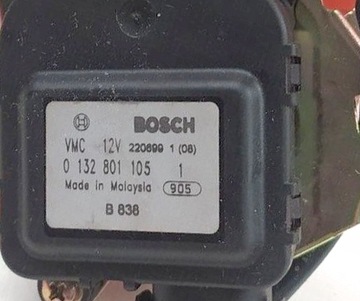 BOSCH
VMC 12V 220699 1 (08)
0 132 801 105 1
Made in Malaysia 905
B 838